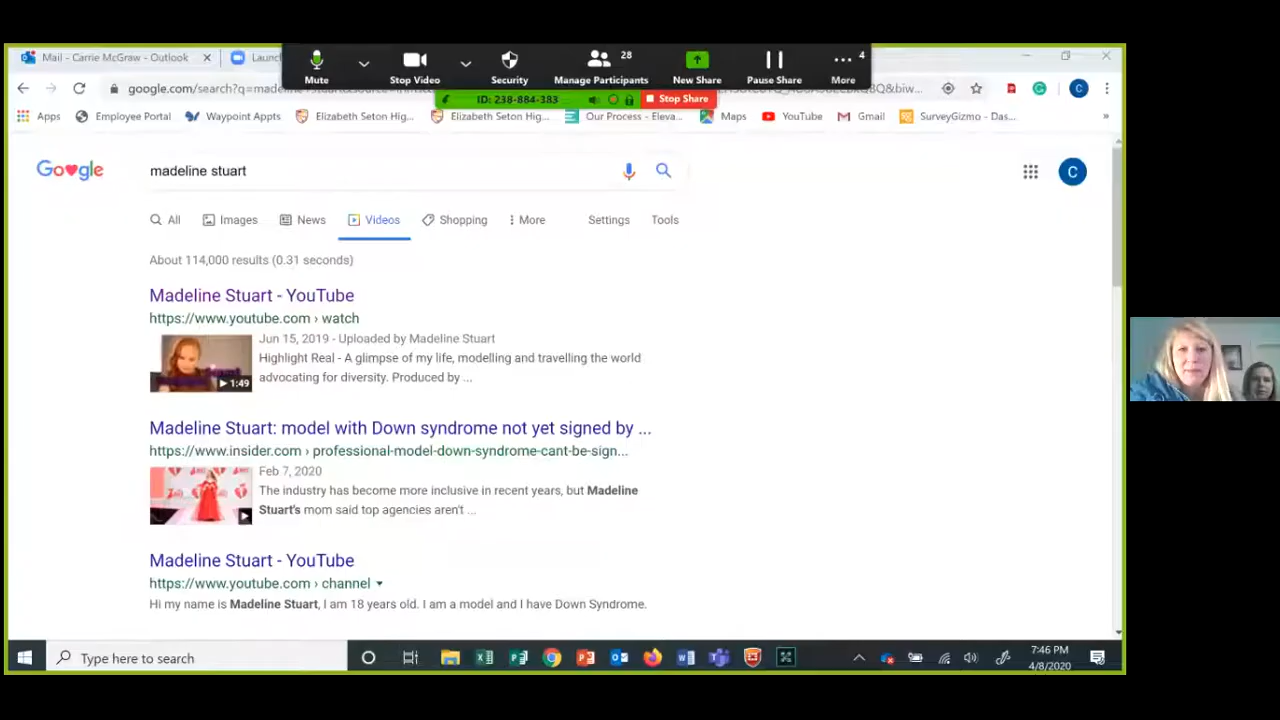 Mail - Carrie McGraw - Outlook
Launc
Mute
Stop Video
Security
28
Manage Participants
New Share
Pause Share
4
More
ID: 238-884-383
Stop Share
Apps
Employee Portal
Waypoint Appts
Elizabeth Seton Hig...
Elizabeth Seton Hig...
Our Process - Eleva...
Maps
YouTube
Gmail
SurveyGizmo - Das...
Google
madeline stuart
C
All
Images
News
Videos
Shopping
More
Settings
Tools
About 114,000 results (0.31 seconds)
Madeline Stuart - YouTube
https://www.youtube.com › watch
Jun 15, 2019 - Uploaded by Madeline Stuart
Highlight Real - A glimpse of my life, modelling and travelling the world
advocating for diversity. Produced by ...
1:49
Madeline Stuart: model with Down syndrome not yet signed by ...
https://www.insider.com › professional-model-down-syndrome-cant-be-sign...
Feb 7, 2020
The industry has become more inclusive in recent years, but Madeline
Stuart's mom said top agencies aren't ...
Madeline Stuart - YouTube
https://www.youtube.com › channel
Hi my name is Madeline Stuart, I am 18 years old. I am a model and I have Down Syndrome.
Type here to search
7:46 PM
4/8/2020